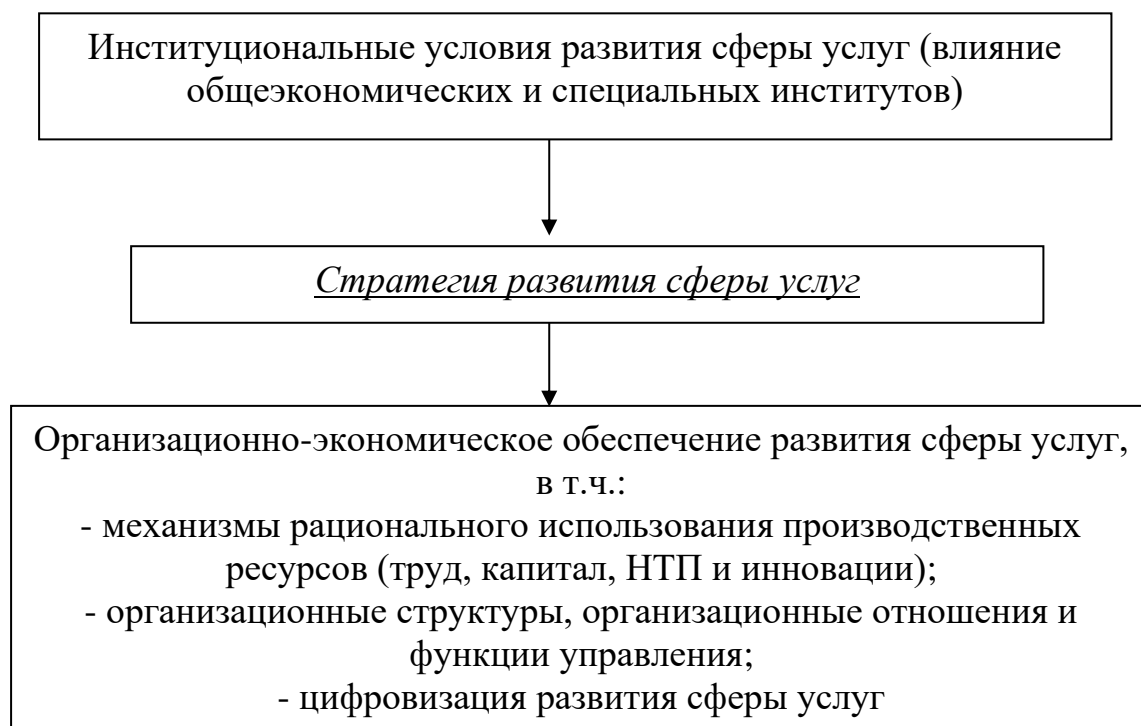 Институциональные условия развития сферы услуг (влияние
общеэкономических и специальных институтов)
Стратегия развития сферы услуг
Организационно-экономическое обеспечение развития сферы услуг,
в т.ч.:
- механизмы рационального использования производственных
ресурсов (труд, капитал, НТП и инновации);
- организационные структуры, организационные отношения и
функции управления;
- цифровизация развития сферы услуг